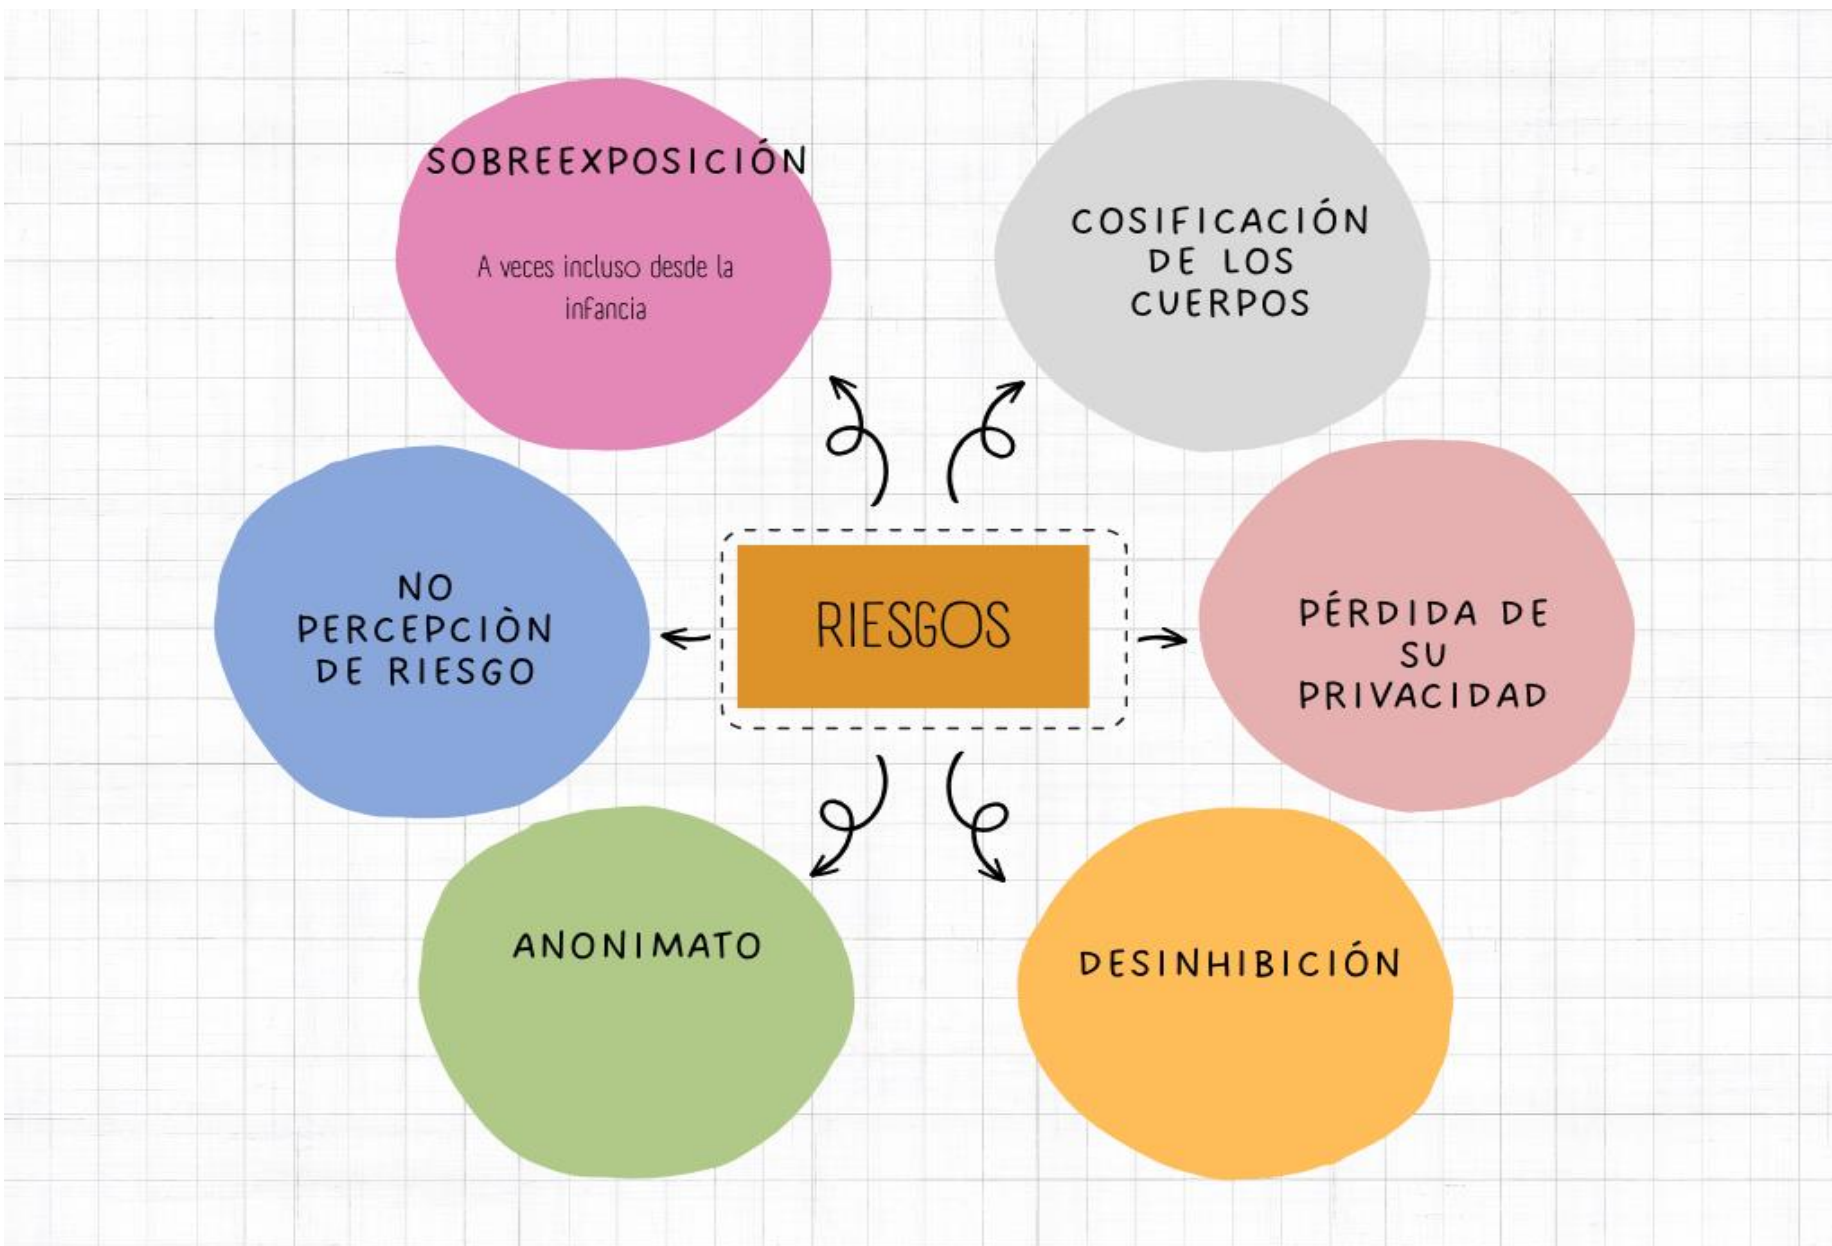 SOBREEXPOSICIÓN
A veces incluso desde la
infancia
COSIFICACIÓN
DE LOS
CUERPOS
NO
PERCEPCIÒN
DE RIESGO
RIESGOS
PÉRDIDA DE
SU
PRIVACIDAD
ANONIMATO
DESINHIBICIÓN